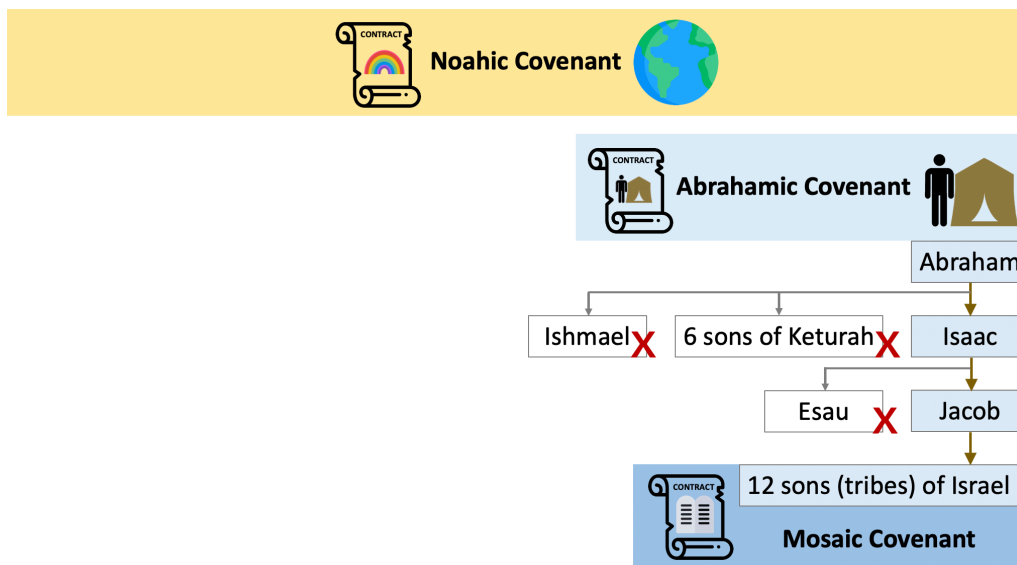 CONTRACT
Noahic Covenant
CONTRACT
Abrahamic Covenant
Abraham
Ishmael X
6 sons of Keturah X
Isaac
Esau X
Jacob
CONTRACT
12 sons (tribes) of Israel
Mosaic Covenant